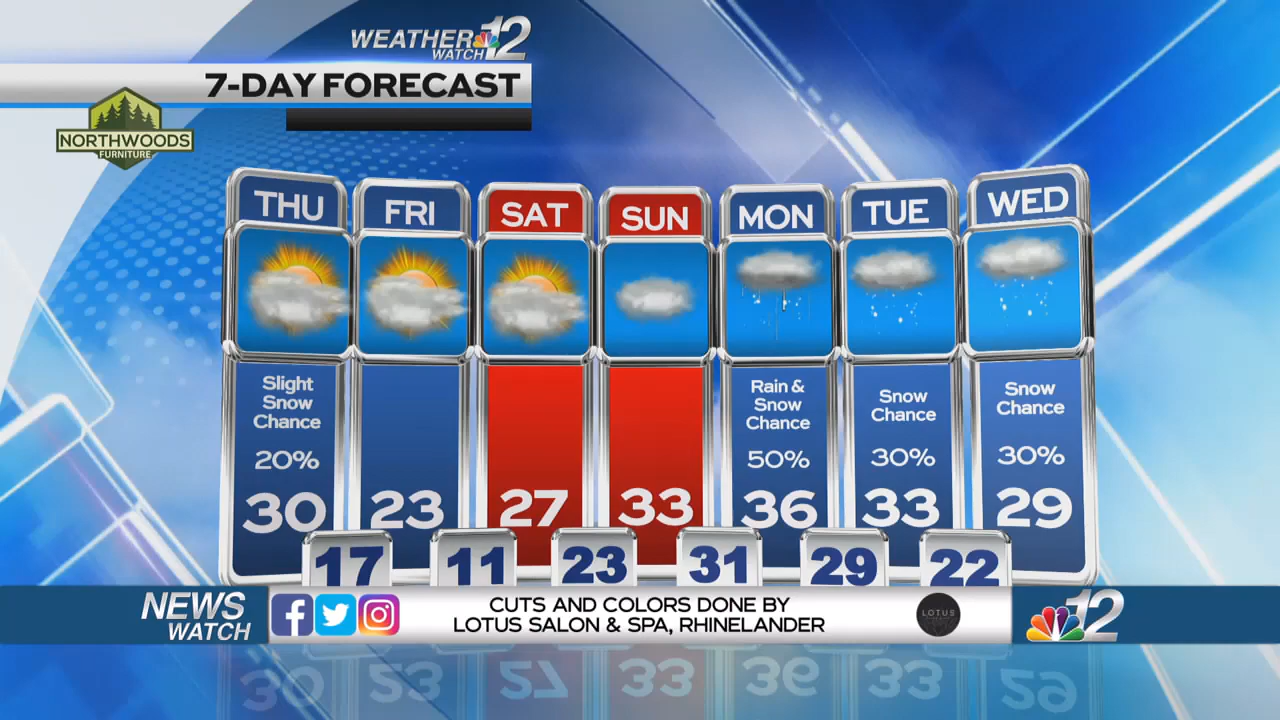 WEATHER 12
WATCH
7-DAY FORECAST
NORTHWOODS
FURNITURE
THU FRI SAT SUN MON TUE WED
Slight
Snow
Chance
20%
Rain &
Snow
Chance
50%
Snow
Chance
30%
Snow
Chance
30%
30 23 27 33 36 33 29
17 11 23 31 29 22
NEWS
WATCH
CUTS AND COLORS DONE BY
LOTUS SALON & SPA, RHINELANDER
LOTUS
12